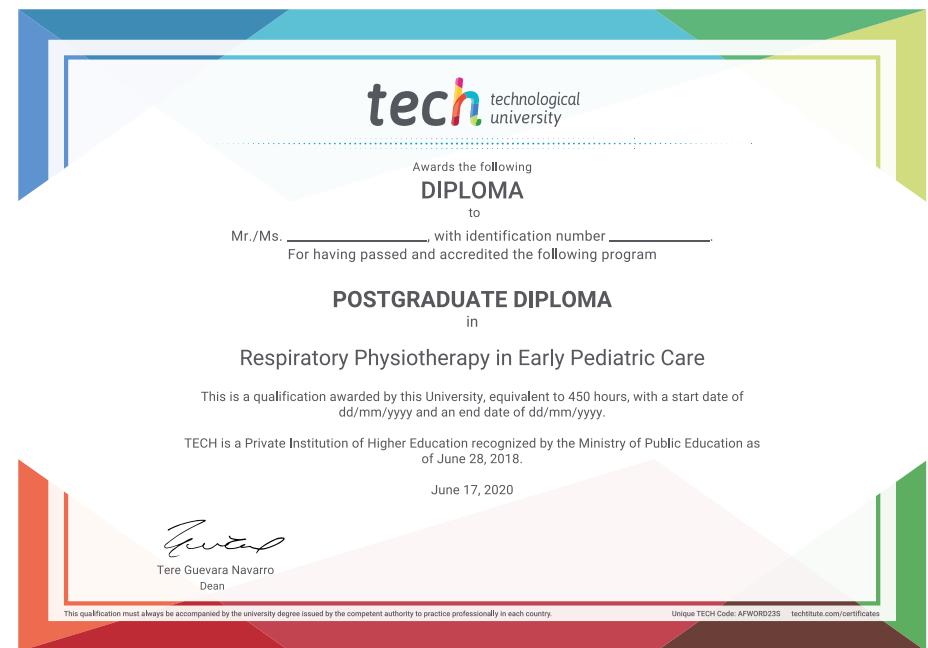 tech technological
university
Awards the following
DIPLOMA
to
Mr./Ms. ____________________, with identification number ______________.
For having passed and accredited the following program
POSTGRADUATE DIPLOMA
in
Respiratory Physiotherapy in Early Pediatric Care
This is a qualification awarded by this University, equivalent to 450 hours, with a start date of
dd/mm/yyyy and an end date of dd/mm/yyyy.
TECH is a Private Institution of Higher Education recognized by the Ministry of Public Education as
of June 28, 2018.
June 17, 2020
Tere Guevara Navarro
Dean
This qualification must always be accompanied by the university degree issued by the competent authority to practice professionally in each country. Unique TECH Code: AFWORD23S techtitute.com/certificates